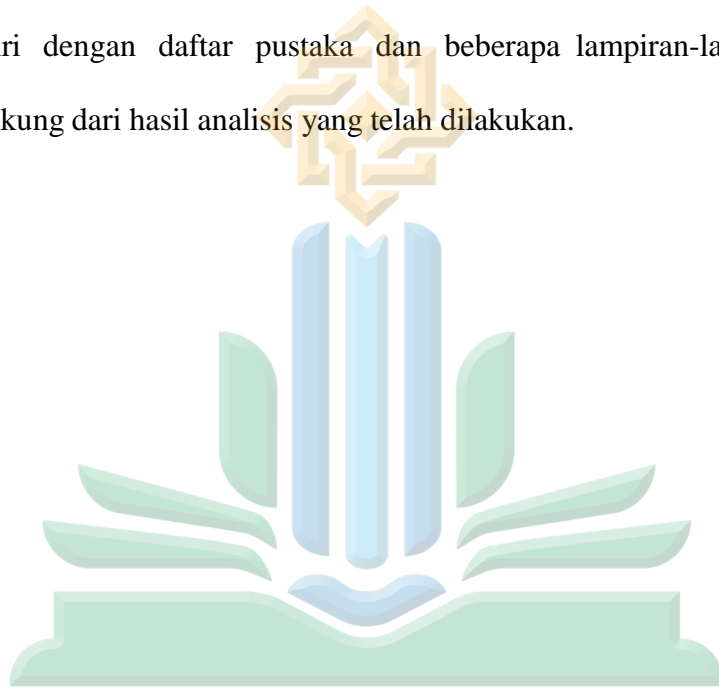 ri dengan daftar pustaka dan beberapa lampiran-la
kung dari hasil analisis yang telah dilakukan.